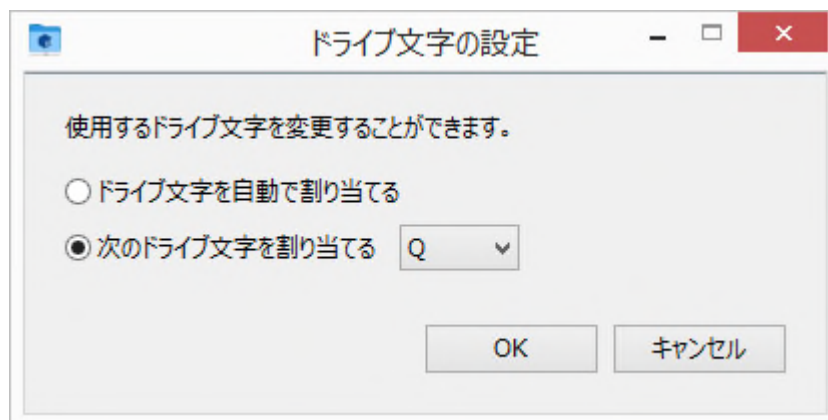 ドライブ文字の設定
使用するドライブ文字を変更することができます。
ドライブ文字を自動で割り当てる
次のドライブ文字を割り当てる Q
OK キャンセル